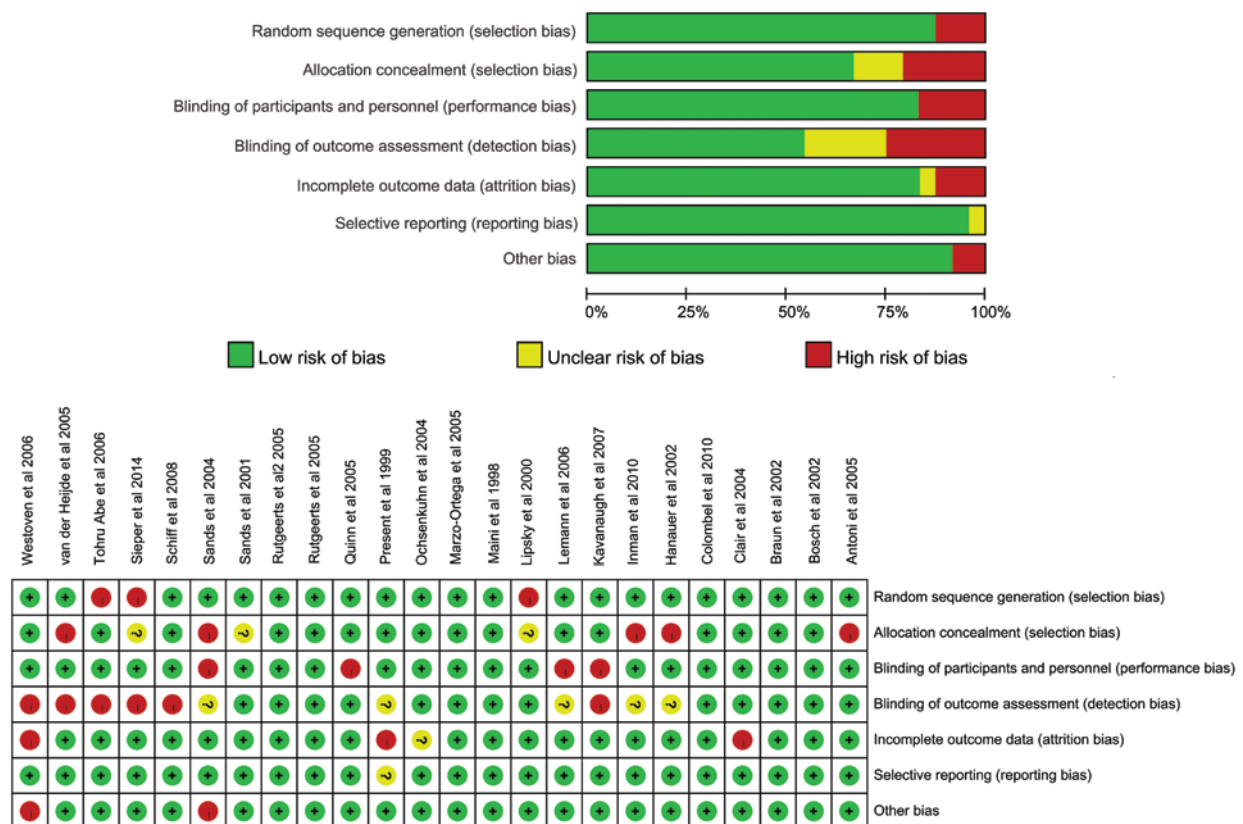 Random sequence generation (selection bias)
Allocation concealment (selection bias)
Blinding of participants and personnel (performance bias)
Blinding of outcome assessment (detection bias)
Incomplete outcome data (attrition bias)
Selective reporting (reporting bias)
Other bias
0% 25% 50% 75% 100%
Low risk of bias Unclear risk of bias High risk of bias
Westoven et al 2006
van der Heijde et al 2005
Tohru Abe et al 2006
Sieper et al 2014
Schiff et al 2008
Sands et al 2004
Sands et al 2001
Rutgeerts et al2 2005
Rutgeerts et al 2005
Quinn et al 2005
Present et al 1999
Ochsenkuhn et al 2004
Marzo-Ortega et al 2005
Maini et al 1998
Lipsky et al 2000
Lemann et al 2006
Kavanaugh et al 2007
Inman et al 2010
Hanauer et al 2002
Colombel et al 2010
Clair et al 2004
Braun et al 2002
Bosch et al 2002
Antoni et al 2005
+ + – – + + + + + + + + + + – + + + + + + + + + Random sequence generation (selection bias)
+ – + ? + – ? + + + + + + + ? + + – – + + + + – Allocation concealment (selection bias)
+ + + + + – + + + – + + + + + – – + + + + + + + Blinding of participants and personnel (performance bias)
– – – – – ? + + + + ? + + + + ? – ? ? + + + + + Blinding of outcome assessment (detection bias)
– + + + + + + + + + – ? + + + + + + + + – + + + Incomplete outcome data (attrition bias)
+ + + + + + + + + + ? + + + + + + + + + + + + + Selective reporting (reporting bias)
– + + + + – + + + + + + + + + + + + + + + + + + Other bias